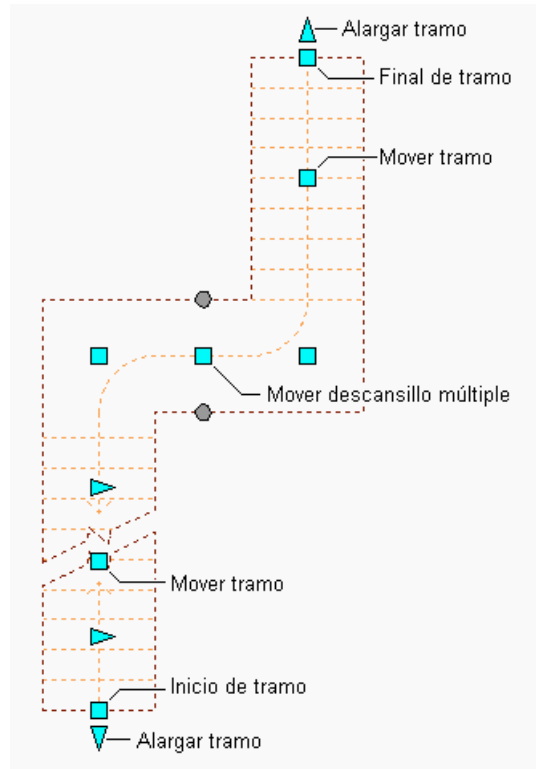 Alargar tramo
Final de tramo
Mover tramo
Mover descansillo múltiple
Mover tramo
Inicio de tramo
Alargar tramo